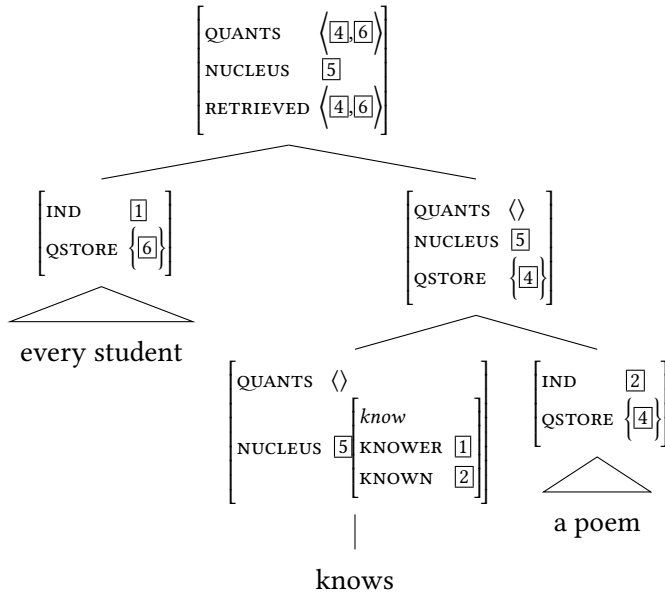 QUANTS ⟨4,6⟩
NUCLEUS 5
RETRIEVED ⟨4,6⟩
IND 1
QSTORE {6}
every student
QUANTS ⟨⟩
NUCLEUS 5
QSTORE {4}
QUANTS ⟨⟩
NUCLEUS 5
know
KNOWER 1
KNOWN 2
knows
IND 2
QSTORE {4}
a poem